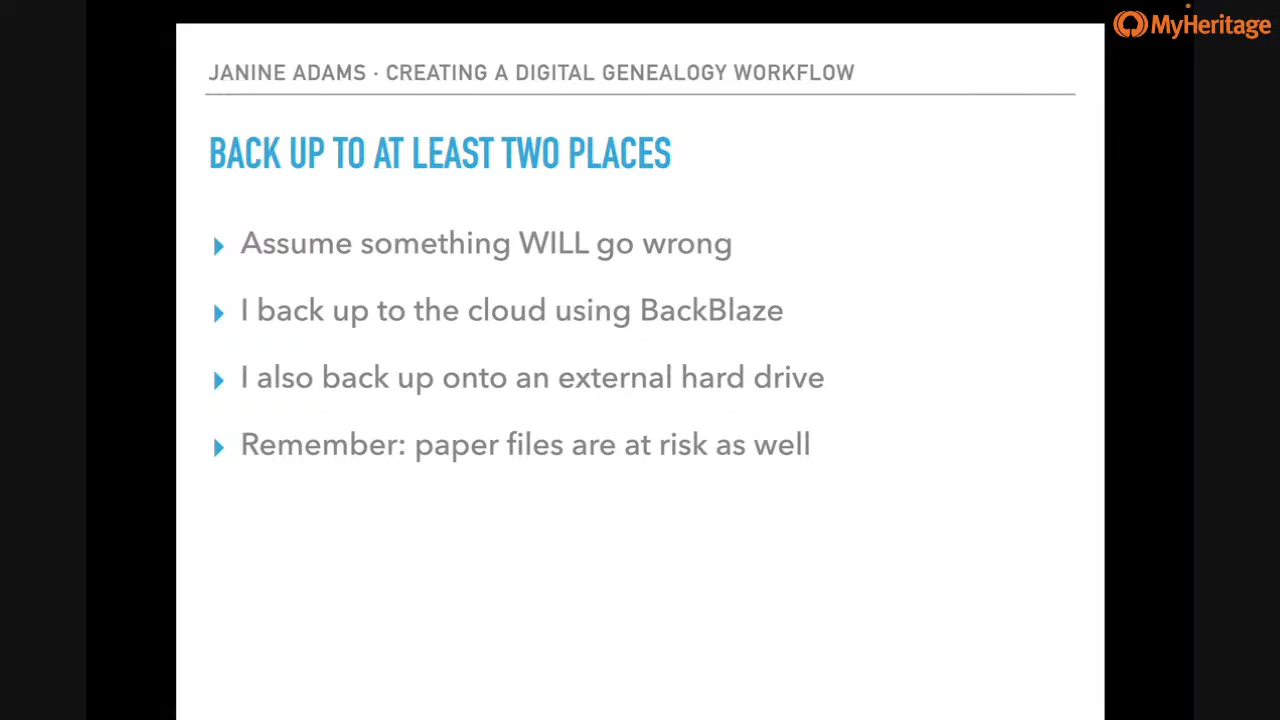 MyHeritage
JANINE ADAMS · CREATING A DIGITAL GENEALOGY WORKFLOW
BACK UP TO AT LEAST TWO PLACES
Assume something WILL go wrong
I back up to the cloud using BackBlaze
I also back up onto an external hard drive
Remember: paper files are at risk as well